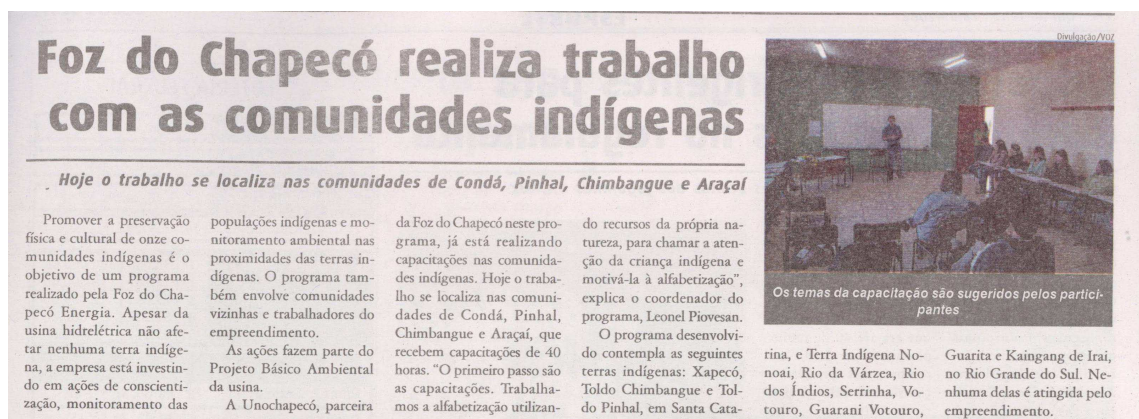 Foz do Chapecó realiza trabalho
com as comunidades indígenas
Hoje o trabalho se localiza nas comunidades de Condá, Pinhal, Chimbangue e Araçaí
Promover a preservação
física e cultural de onze co-
munidades indígenas é o
objetivo de um programa
realizado pela Foz do Cha-
pecó Energia. Apesar da
usina hidrelétrica não afe-
tar nenhuma terra indíge-
na, a empresa está investin-
do em ações de conscienti-
zação, monitoramento das
populações indígenas e mo-
nitoramento ambiental nas
proximidades das terras in-
dígenas. O programa tam-
bém envolve comunidades
vizinhas e trabalhadores do
empreendimento.
As ações fazem parte do
Projeto Básico Ambiental
da usina.
A Unochapecó, parceira
da Foz do Chapecó neste pro-
grama, já está realizando
capacitações nas comunida-
des indígenas. Hoje o traba-
lho se localiza nas comuni-
dades de Condá, Pinhal,
Chimbangue e Araçaí, que
recebem capacitações de 40
horas. “O primeiro passo são
as capacitações. Trabalha-
mos a alfabetização utilizan-
do recursos da própria na-
tureza, para chamar a aten-
ção da criança indígena e
motivá-la à alfabetização”,
explica o coordenador do
programa, Leonel Piovesan.
O programa desenvolvi-
do contempla as seguintes
terras indígenas: Xapecó,
Toldo Chimbangue e Tol-
do Pinhal, em Santa Cata-
Divulgação/VOZ
Os temas da capacitação são sugeridos pelos partici-
pantes
rina, e Terra Indígena No-
noai, Rio da Várzea, Rio
dos Índios, Serrinha, Vo-
touro, Guarani Votouro,
Guarita e Kaingang de Irai,
no Rio Grande do Sul. Ne-
nhuma delas é atingida pelo
empreendimento.